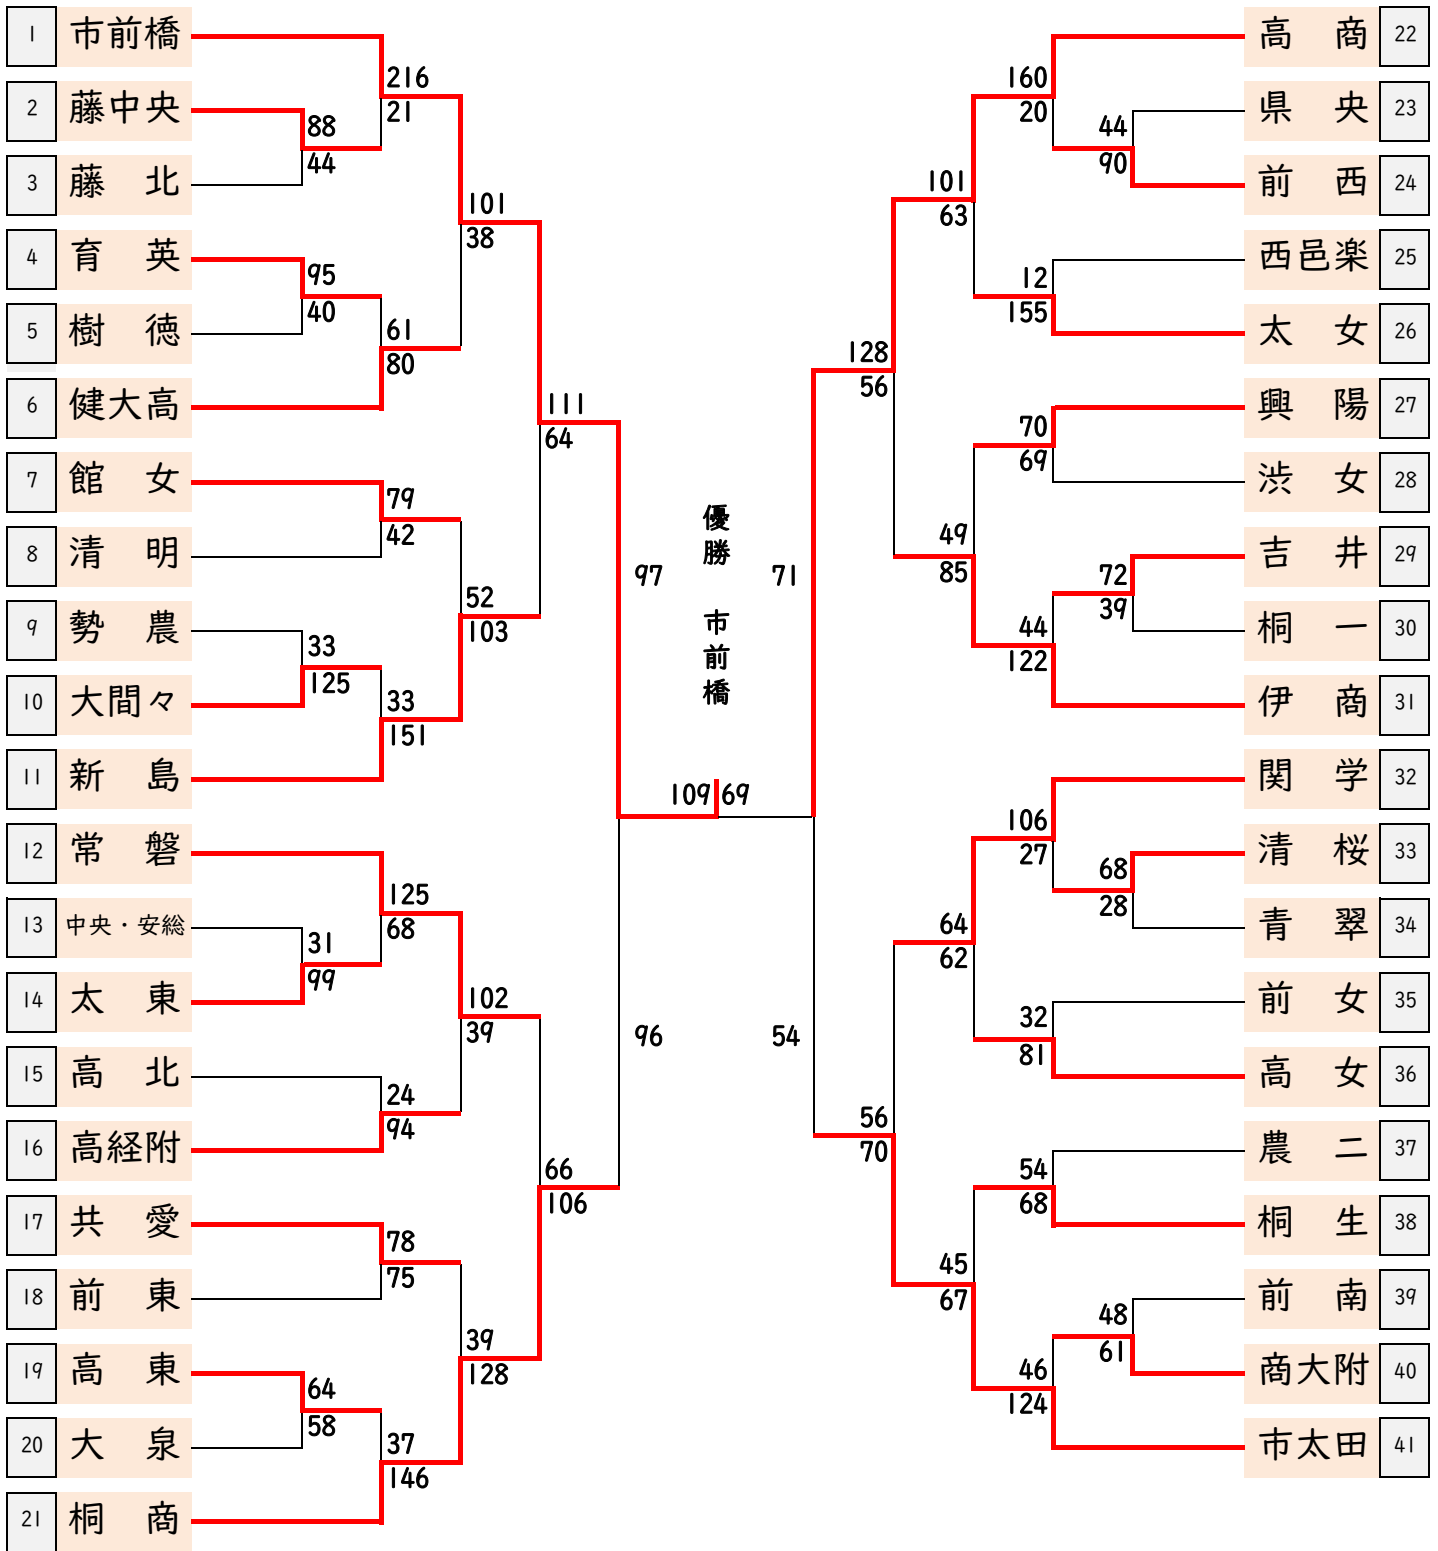 1 市前橋
2 藤中央
3 藤 北
4 育 英
5 樹 徳
6 健大高
7 館 女
8 清 明
9 勢 農
10 大間々
11 新 島
12 常 磐
13 中央・安総
14 太 東
15 高 北
16 高経附
17 共 愛
18 前 東
19 高 東
20 大 泉
21 桐 商
88
44
95
40
33
125
31
99
64
58
216
21
61
80
79
42
33
151
125
68
24
94
78
75
37
146
101
38
52
103
102
39
39
128
111
64
66
106
97
96
優勝 市前橋
109 69
71
54
128
56
56
70
101
63
49
85
64
62
45
67
160
20
12
155
70
69
44
122
106
27
32
81
54
68
46
124
44
90
72
39
68
28
48
61
高 商 22
県 央 23
前 西 24
西邑楽 25
太 女 26
興 陽 27
渋 女 28
吉 井 29
桐 一 30
伊 商 31
関 学 32
清 桜 33
青 翠 34
前 女 35
高 女 36
農 二 37
桐 生 38
前 南 39
商大附 40
市太田 41